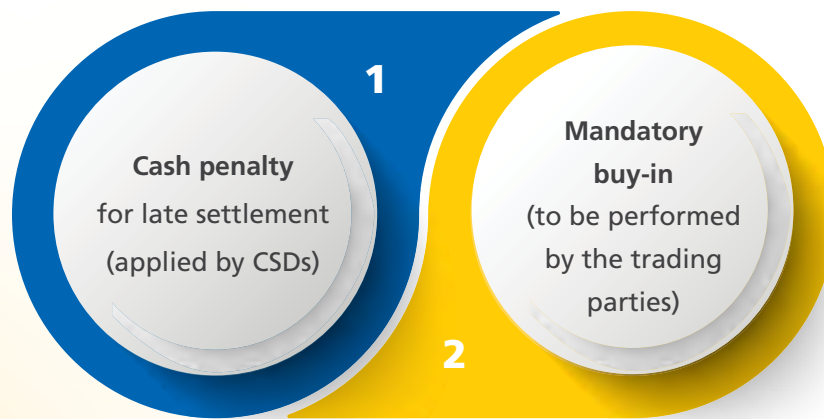 1
Cash penalty
for late settlement
(applied by CSDs)
Mandatory
buy-in
(to be performed
by the trading
parties)
2